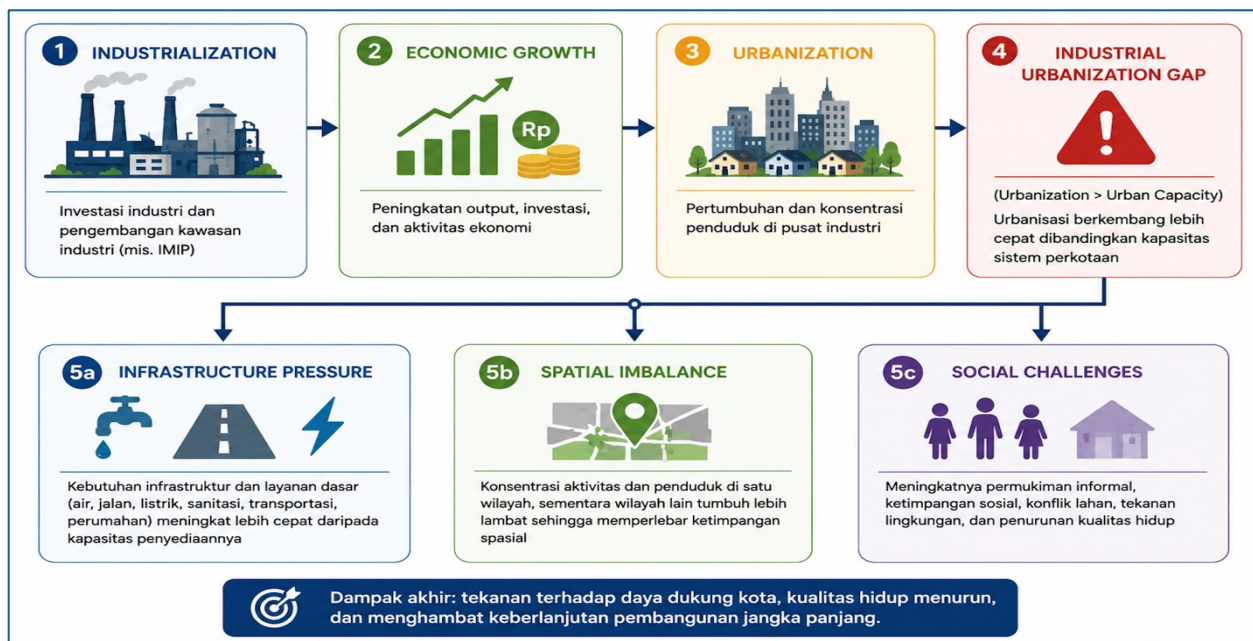 1 INDUSTRIALIZATION
Investasi industri dan
pengembangan kawasan
industri (mis. IMIP)
2 ECONOMIC GROWTH
Rp
Peningkatan output, investasi,
dan aktivitas ekonomi
3 URBANIZATION
Pertumbuhan dan konsentrasi
penduduk di pusat industri
4 INDUSTRIAL
URBANIZATION GAP
(Urbanization > Urban Capacity)
Urbanisasi berkembang lebih
cepat dibandingkan kapasitas
sistem perkotaan
5a INFRASTRUCTURE PRESSURE
Kebutuhan infrastruktur dan layanan dasar
(air, jalan, listrik, sanitasi, transportasi,
perumahan) meningkat lebih cepat daripada
kapasitas penyediaannya
5b SPATIAL IMBALANCE
Konsentrasi aktivitas dan penduduk di satu
wilayah, sementara wilayah lain tumbuh lebih
lambat sehingga memperlebar ketimpangan
spasial
5c SOCIAL CHALLENGES
Meningkatnya permukiman informal,
ketimpangan sosial, konflik lahan, tekanan
lingkungan, dan penurunan kualitas hidup
Dampak akhir: tekanan terhadap daya dukung kota, kualitas hidup menurun,
dan menghambat keberlanjutan pembangunan jangka panjang.